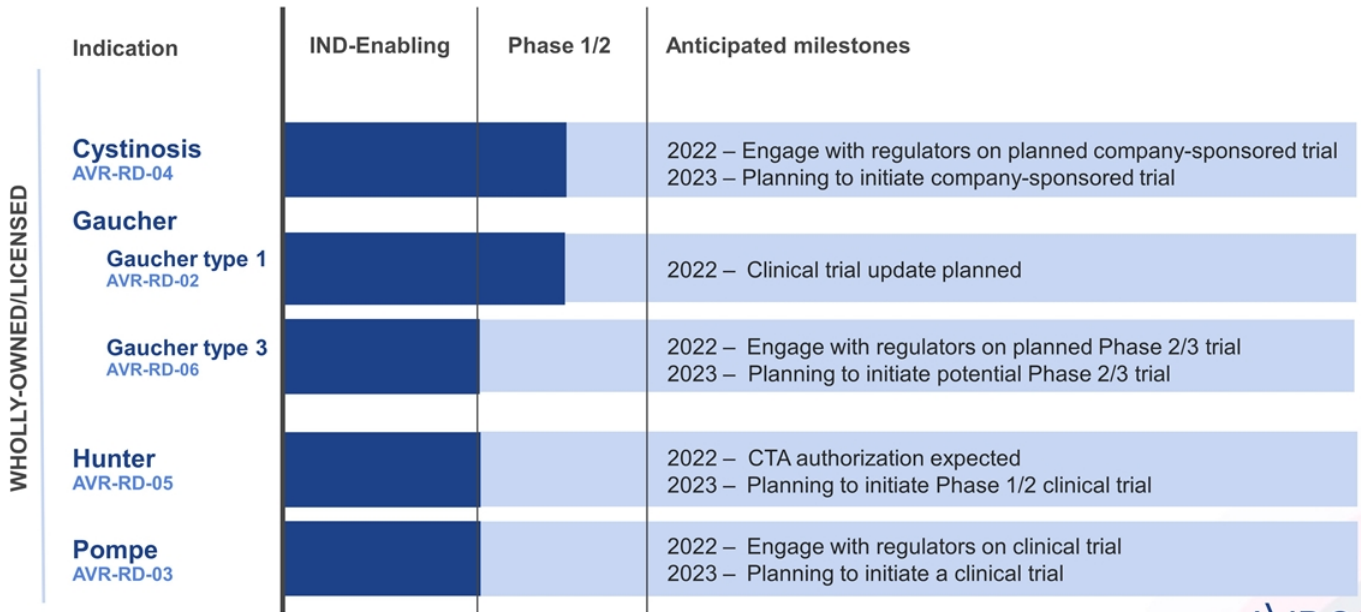 Indication
IND-Enabling
Phase 1/2
Anticipated milestones
WHOLLY-OWNED/LICENSED
Cystinosis
AVR-RD-04
2022 – Engage with regulators on planned company-sponsored trial
2023 – Planning to initiate company-sponsored trial
Gaucher
Gaucher type 1
AVR-RD-02
2022 – Clinical trial update planned
Gaucher type 3
AVR-RD-06
2022 – Engage with regulators on planned Phase 2/3 trial
2023 – Planning to initiate potential Phase 2/3 trial
Hunter
AVR-RD-05
2022 – CTA authorization expected
2023 – Planning to initiate Phase 1/2 clinical trial
Pompe
AVR-RD-03
2022 – Engage with regulators on clinical trial
2023 – Planning to initiate a clinical trial